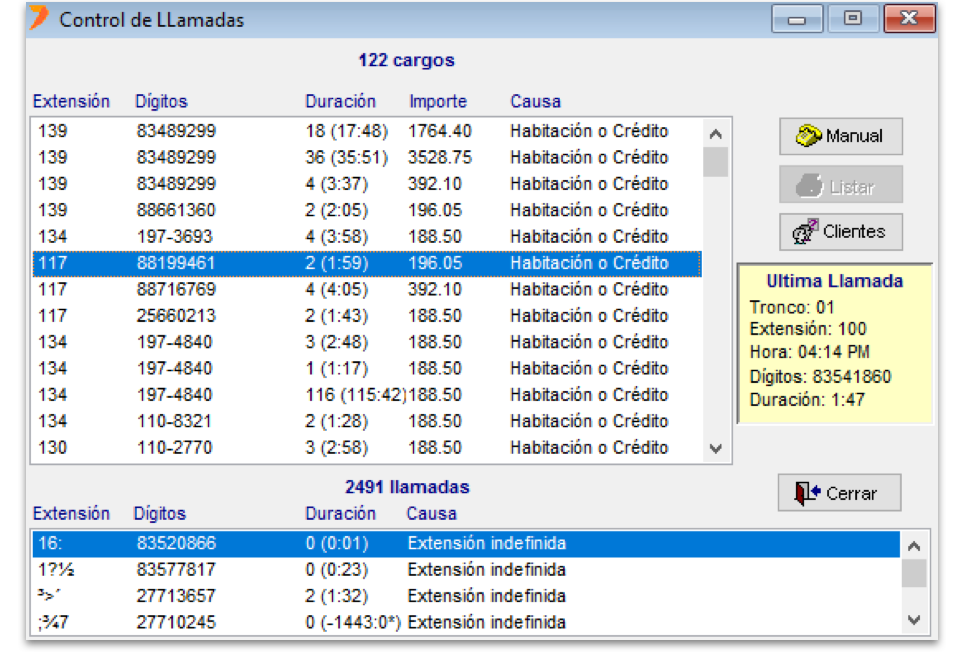 Control de LLamadas
122 cargos
Extensión Dígitos Duración Importe Causa
139 83489299 18 (17:48) 1764.40 Habitación o Crédito
139 83489299 36 (35:51) 3528.75 Habitación o Crédito
139 83489299 4 (3:37) 392.10 Habitación o Crédito
139 88661360 2 (2:05) 196.05 Habitación o Crédito
134 197-3693 4 (3:58) 188.50 Habitación o Crédito
117 88199461 2 (1:59) 196.05 Habitación o Crédito
117 88716769 4 (4:05) 392.10 Habitación o Crédito
117 25660213 2 (1:43) 188.50 Habitación o Crédito
134 197-4840 3 (2:48) 188.50 Habitación o Crédito
134 197-4840 1 (1:17) 188.50 Habitación o Crédito
134 197-4840 116 (115:42)188.50 Habitación o Crédito
134 110-8321 2 (1:28) 188.50 Habitación o Crédito
130 110-2770 3 (2:58) 188.50 Habitación o Crédito
Manual
Listar
Clientes
Ultima Llamada
Tronco: 01
Extensión: 100
Hora: 04:14 PM
Dígitos: 83541860
Duración: 1:47
2491 llamadas
Cerrar
Extensión Dígitos Duración Causa
16: 83520866 0 (0:01) Extensión indefinida
1?½ 83577817 0 (0:23) Extensión indefinida
³>´ 27713657 2 (1:32) Extensión indefinida
;¾7 27710245 0 (-1443:0*) Extensión indefinida